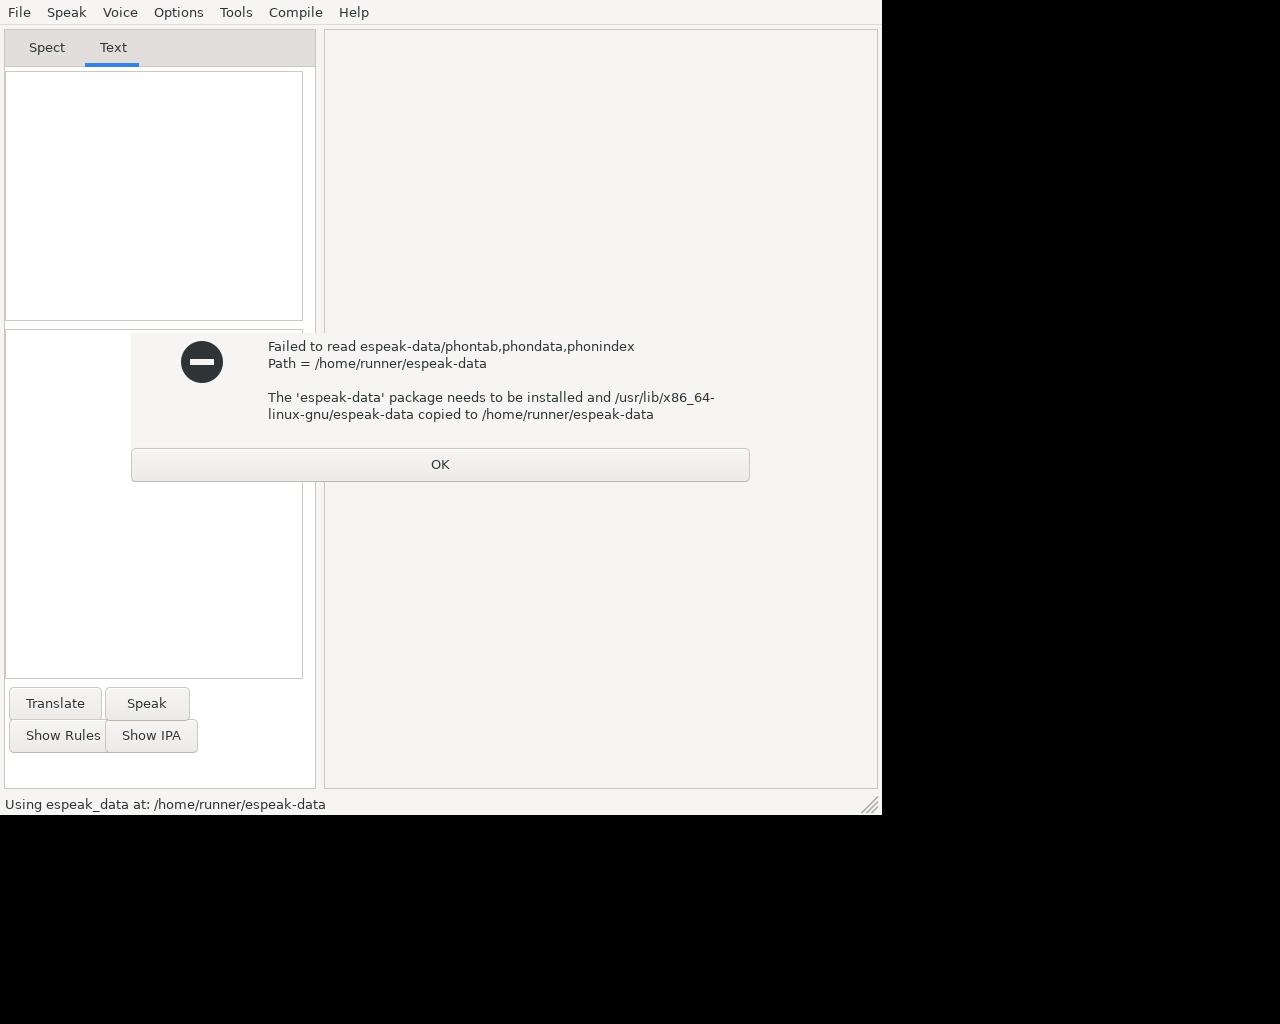 File Speak Voice Options Tools Compile Help
Spect Text
Failed to read espeak-data/phontab,phondata,phonindex
Path = /home/runner/espeak-data
The 'espeak-data' package needs to be installed and /usr/lib/x86_64-
linux-gnu/espeak-data copied to /home/runner/espeak-data
OK
Translate Speak
Show Rules Show IPA
Using espeak_data at: /home/runner/espeak-data